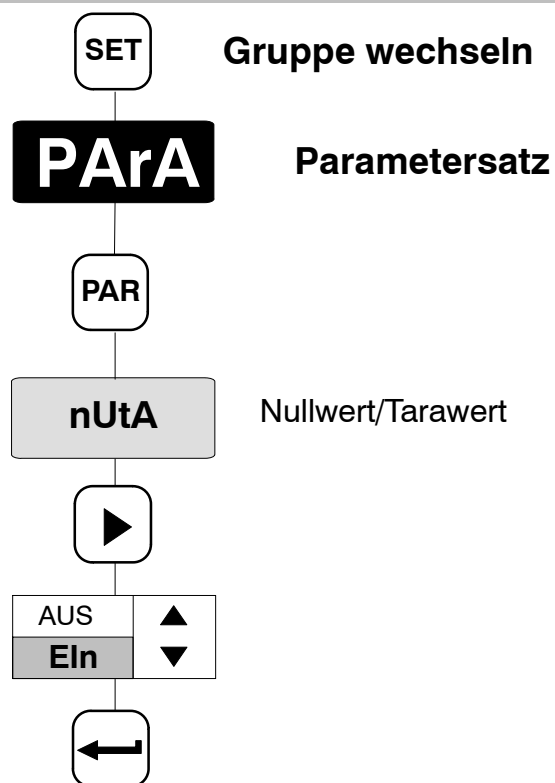 SET Gruppe wechseln
PArA Parametersatz
PAR
nUtA Nullwert/Tarawert
AUS
EIn